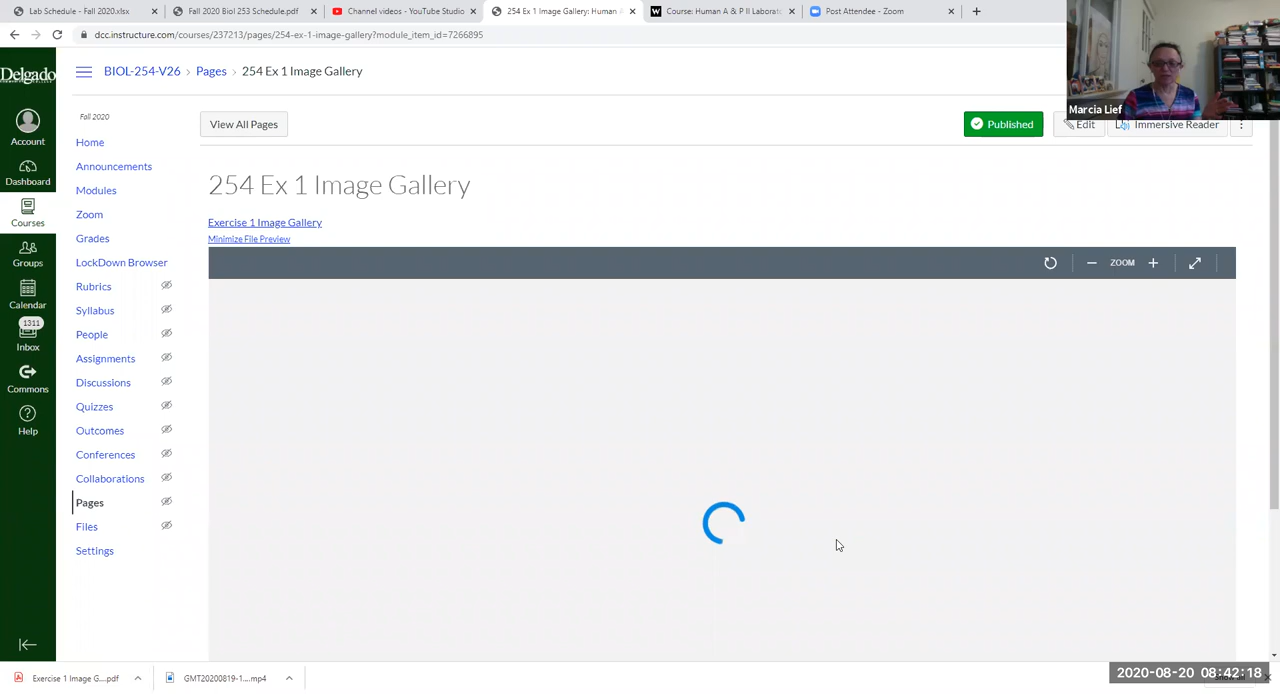 Lab Schedule - Fall 2020.xlsx
Fall 2020 Biol 253 Schedule.pdf
Channel videos - YouTube Studio
254 Ex 1 Image Gallery: Human A
Course: Human A & P II Laborat
Post Attendee - Zoom
dcc.instructure.com/courses/237213/pages/254-ex-1-image-gallery?module_item_id=7266895
Marcia Lief
Delgado
BIOL-254-V26 › Pages › 254 Ex 1 Image Gallery
Account
Dashboard
Courses
Groups
Calendar
1311
Inbox
Commons
Help
Fall 2020
Home
Announcements
Modules
Zoom
Grades
LockDown Browser
Rubrics
Syllabus
People
Assignments
Discussions
Quizzes
Outcomes
Conferences
Collaborations
Pages
Files
Settings
View All Pages
Published
Edit
Immersive Reader
254 Ex 1 Image Gallery
Exercise 1 Image Gallery
Minimize File Preview
ZOOM
Exercise 1 Image G....pdf
GMT20200819-1....mp4
2020-08-20 08:42:18